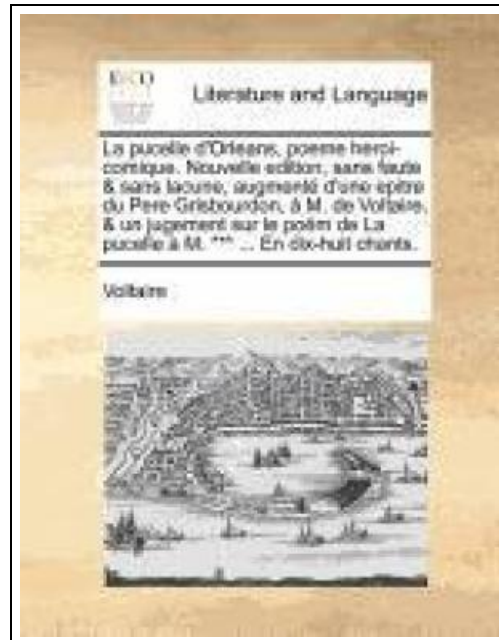 ECCO
Literature and Language
La pucelle d'Orleans, poeme heroi-
comique. Nouvelle edition, sans faute
& sans lacune, augmenté d'une epitre
du Pere Grisbourdon, à M. de Voltaire,
& un jugement sur le poëm de La
pucelle à M. *** ... En dix-huit chants.
Voltaire